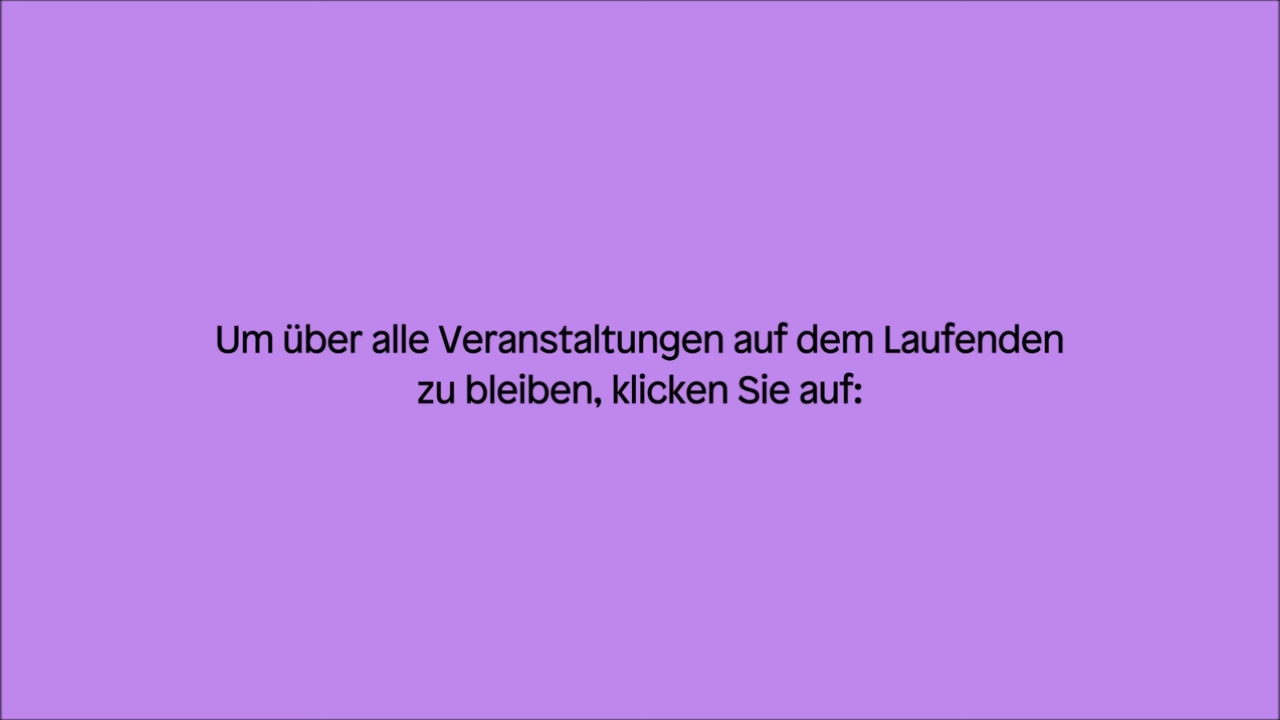 Um über alle Veranstaltungen auf dem Laufenden
zu bleiben, klicken Sie auf: